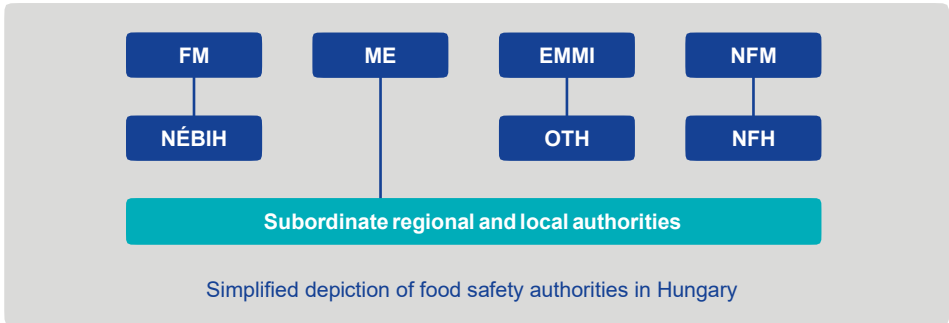 FM
ME
EMMI
NFM
NÉBIH
OTH
NFH
Subordinate regional and local authorities
Simplified depiction of food safety authorities in Hungary